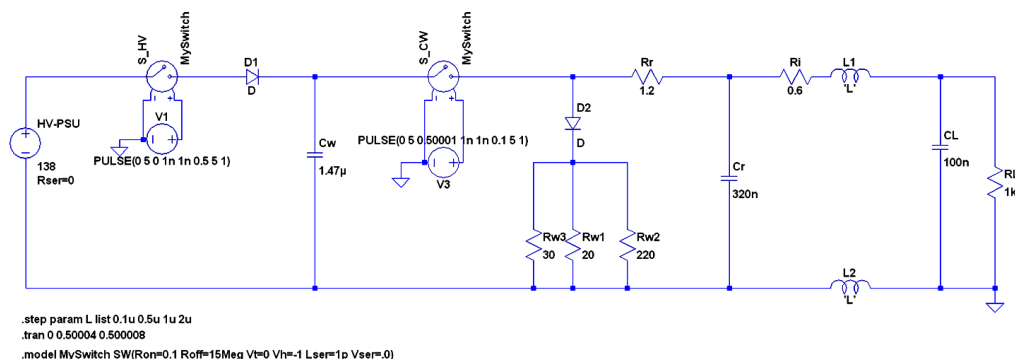 S_HV
MySwitch
S_CW
MySwitch
D1
D
Rr
1.2
Ri
0.6
L1
'L'
HV-PSU
138
Rser=0
V1
PULSE(0 5 0 1n 1n 0.5 5 1)
Cw
1.47µ
PULSE(0 5 0.50001 1n 1n 0.1 5 1)
V3
D2
D
Cr
320n
CL
100n
RL
1k
Rw3
30
Rw1
20
Rw2
220
L2
'L'
.step param L list 0.1u 0.5u 1u 2u
.tran 0 0.50004 0.500008
.model MySwitch SW(Ron=0.1 Roff=15Meg Vt=0 Vh=-1 Lser=1p Vser=.0)